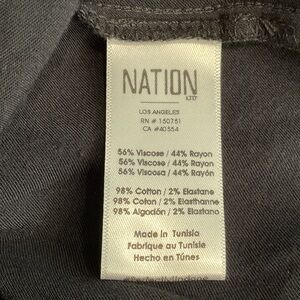 NATION
LTD
LOS ANGELES
RN # 150751
CA #40554
56% Viscose / 44% Rayon
56% Viscose / 44% Rayon
56% Viscosa / 44% Rayón
98% Cotton / 2% Elastane
98% Coton / 2% Elasthanne
98% Algodón / 2% Elastano
Made in Tunisia
Fabrique au Tunisie
Hecho en Túnes